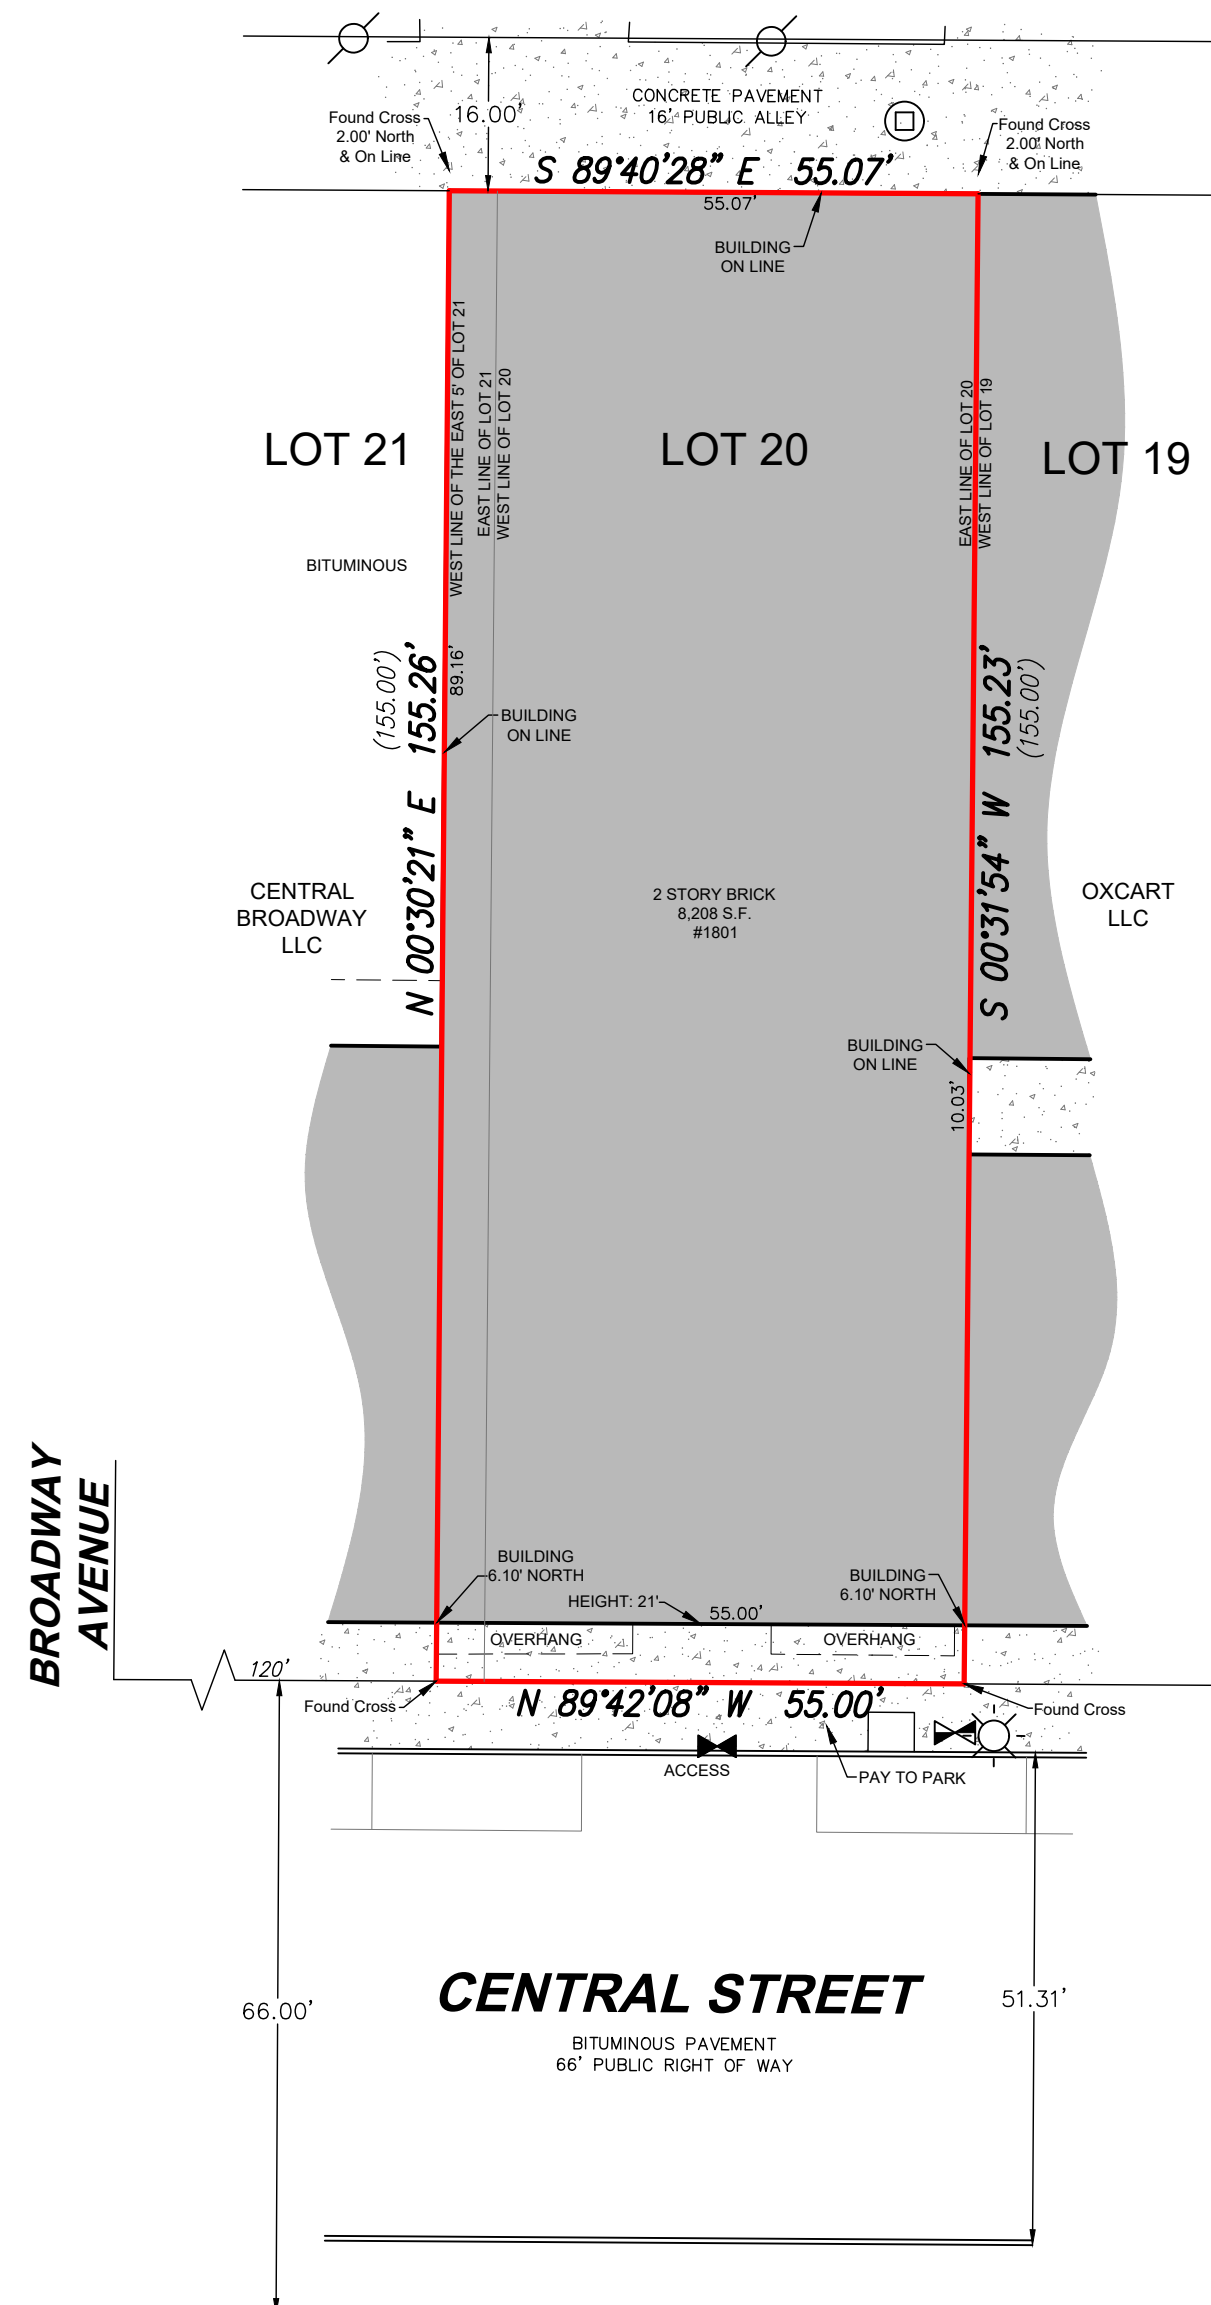 CONCRETE PAVEMENT
16' PUBLIC ALLEY
16.00'
Found Cross
2.00' North
& On Line
Found Cross
2.00' North
& On Line
S 89°40'28" E 55.07'
55.07'
BUILDING
ON LINE
WEST LINE OF THE EAST 5' OF LOT 21
EAST LINE OF LOT 21
WEST LINE OF LOT 20
EAST LINE OF LOT 20
WEST LINE OF LOT 19
LOT 21
LOT 20
LOT 19
BITUMINOUS
(155.00')
N 00°30'21" E 155.26'
89.16'
BUILDING
ON LINE
S 00°31'54" W 155.23'
(155.00')
CENTRAL
BROADWAY
LLC
2 STORY BRICK
8,208 S.F.
#1801
OXCART
LLC
BUILDING
ON LINE
10.03'
BROADWAY
AVENUE
BUILDING
6.10' NORTH
HEIGHT: 21'
55.00'
BUILDING
6.10' NORTH
OVERHANG
OVERHANG
120'
Found Cross
N 89°42'08" W 55.00'
Found Cross
ACCESS
PAY TO PARK
66.00'
CENTRAL STREET
BITUMINOUS PAVEMENT
66' PUBLIC RIGHT OF WAY
51.31'